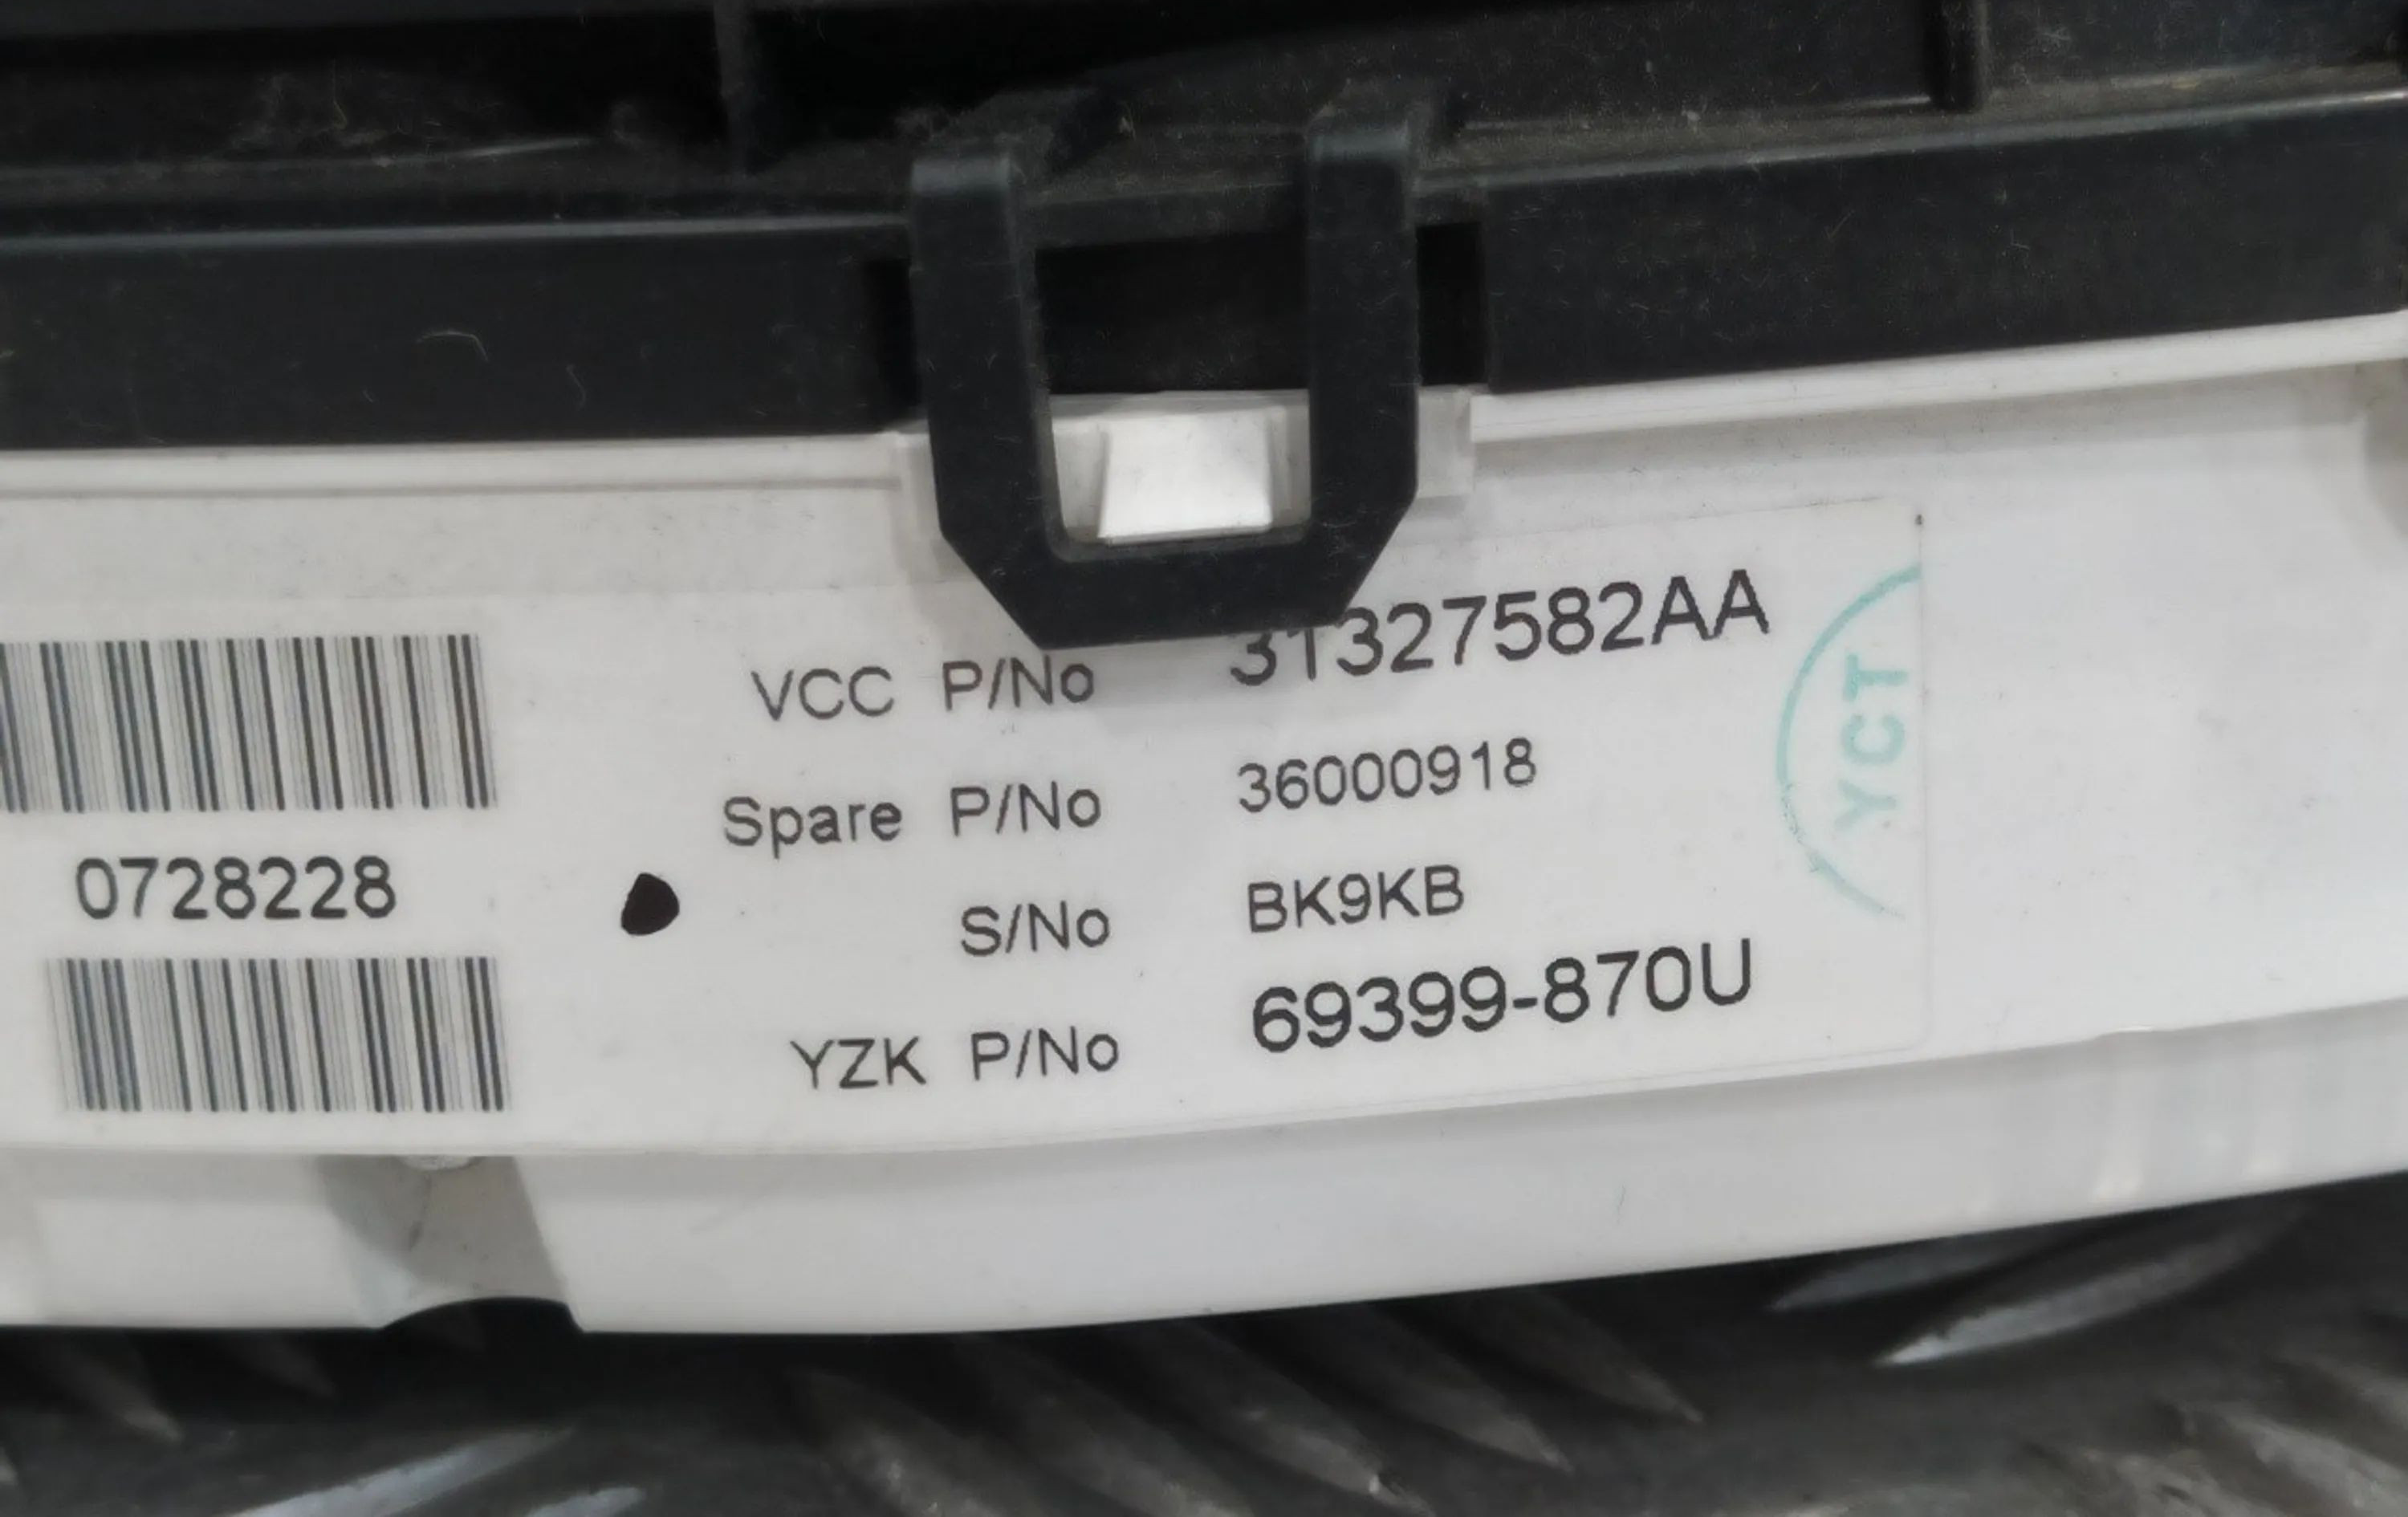 VCC P/No 31327582AA
Spare P/No 36000918
0728228
S/No BK9KB
YZK P/No 69399-870U
YCT